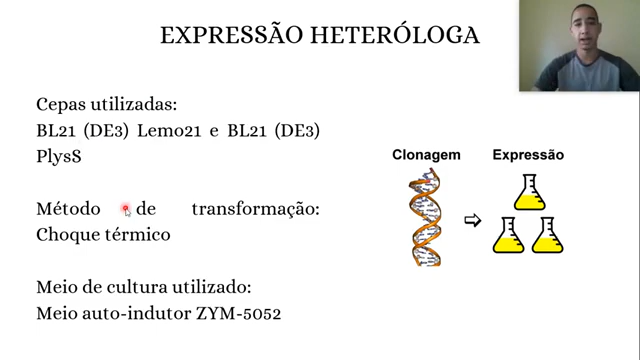 EXPRESSÃO HETERÓLOGA
Cepas utilizadas:
BL21 (DE3) Lemo21 e BL21 (DE3)
PlysS
Método de transformação:
Choque térmico
Meio de cultura utilizado:
Meio auto-indutor ZYM-5052
Clonagem
Expressão